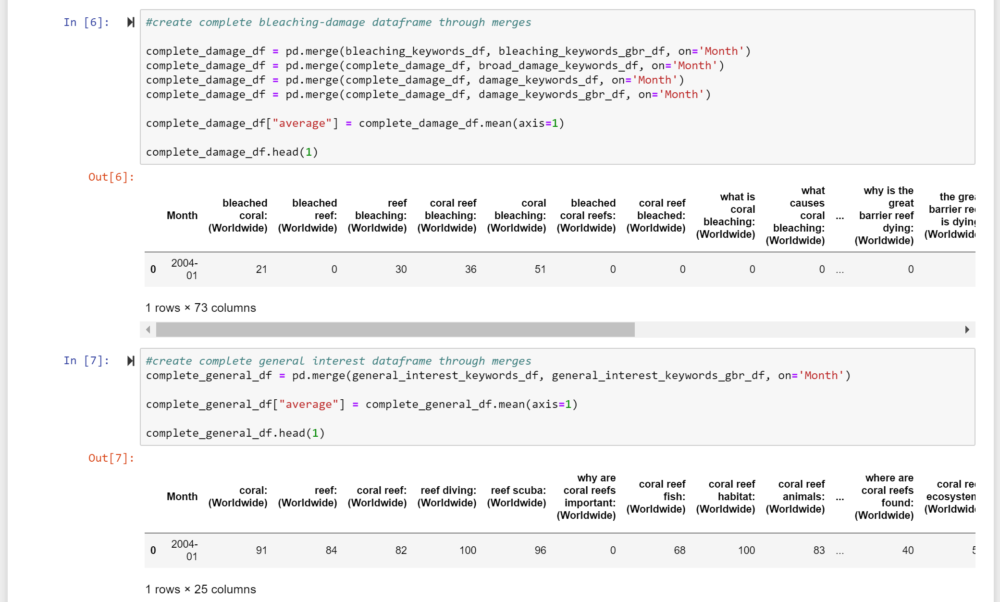 In [6]:
#create complete bleaching-damage dataframe through merges
complete_damage_df = pd.merge(bleaching_keywords_df, bleaching_keywords_gbr_df, on='Month')
complete_damage_df = pd.merge(complete_damage_df, broad_damage_keywords_df, on='Month')
complete_damage_df = pd.merge(complete_damage_df, damage_keywords_df, on='Month')
complete_damage_df = pd.merge(complete_damage_df, damage_keywords_gbr_df, on='Month')
complete_damage_df["average"] = complete_damage_df.mean(axis=1)
complete_damage_df.head(1)
Out[6]:
Month
bleached
coral:
(Worldwide)
bleached
reef:
(Worldwide)
reef
bleaching:
(Worldwide)
coral reef
bleaching:
(Worldwide)
coral
bleaching:
(Worldwide)
bleached
coral reefs:
(Worldwide)
coral reef
bleached:
(Worldwide)
what is
coral
bleaching:
(Worldwide)
what
causes
coral
bleaching:
(Worldwide)
...
why is the
great
barrier reef
dying:
(Worldwide)
the
barrier
is
0 2004-01 21 0 30 36 51 0 0 0 0 ... 0
1 rows × 73 columns
In [7]:
#create complete general interest dataframe through merges
complete_general_df = pd.merge(general_interest_keywords_df, general_interest_keywords_gbr_df, on='Month')
complete_general_df["average"] = complete_general_df.mean(axis=1)
complete_general_df.head(1)
Out[7]:
Month
coral:
(Worldwide)
reef:
(Worldwide)
coral reef:
(Worldwide)
reef diving:
(Worldwide)
reef scuba:
(Worldwide)
why are
coral reefs
important:
(Worldwide)
coral reef
fish:
(Worldwide)
coral reef
habitat:
(Worldwide)
coral reef
animals:
(Worldwide)
...
where are
coral reefs
found:
(Worldwide)
coral
0 2004-01 91 84 82 100 96 0 68 100 83 ... 40
1 rows × 25 columns